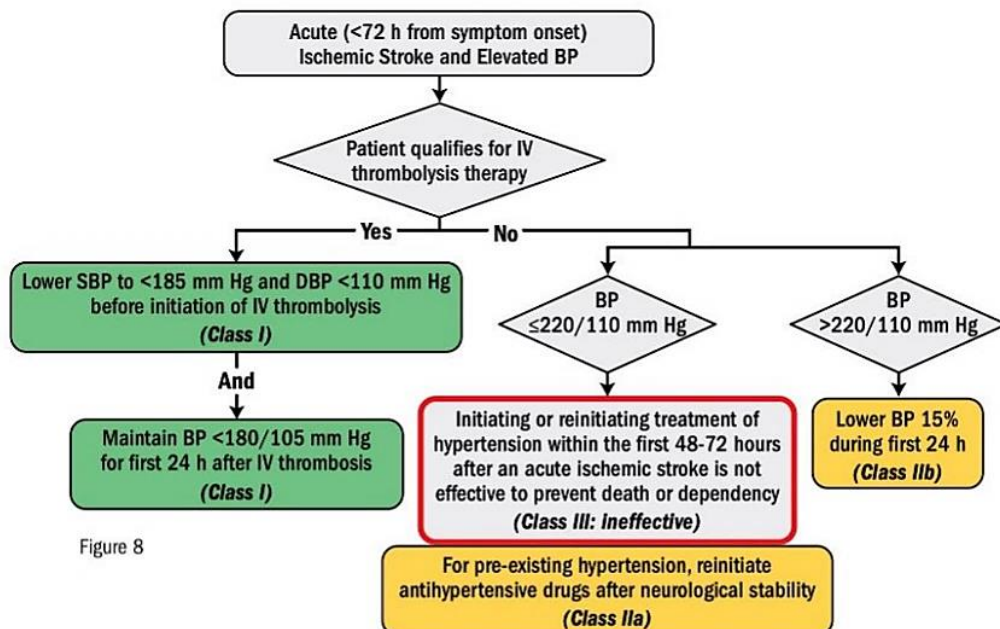 Acute (<72 h from symptom onset)
Ischemic Stroke and Elevated BP
Patient qualifies for IV
thrombolysis therapy
Yes
No
Lower SBP to <185 mm Hg and DBP <110 mm Hg
before initiation of IV thrombolysis
(Class I)
And
Maintain BP <180/105 mm Hg
for first 24 h after IV thrombosis
(Class I)
BP
≤220/110 mm Hg
BP
>220/110 mm Hg
Initiating or reinitiating treatment of
hypertension within the first 48-72 hours
after an acute ischemic stroke is not
effective to prevent death or dependency
(Class III: Ineffective)
Lower BP 15%
during first 24 h
(Class IIb)
For pre-existing hypertension, reinitiate
antihypertensive drugs after neurological stability
(Class IIa)
Figure 8